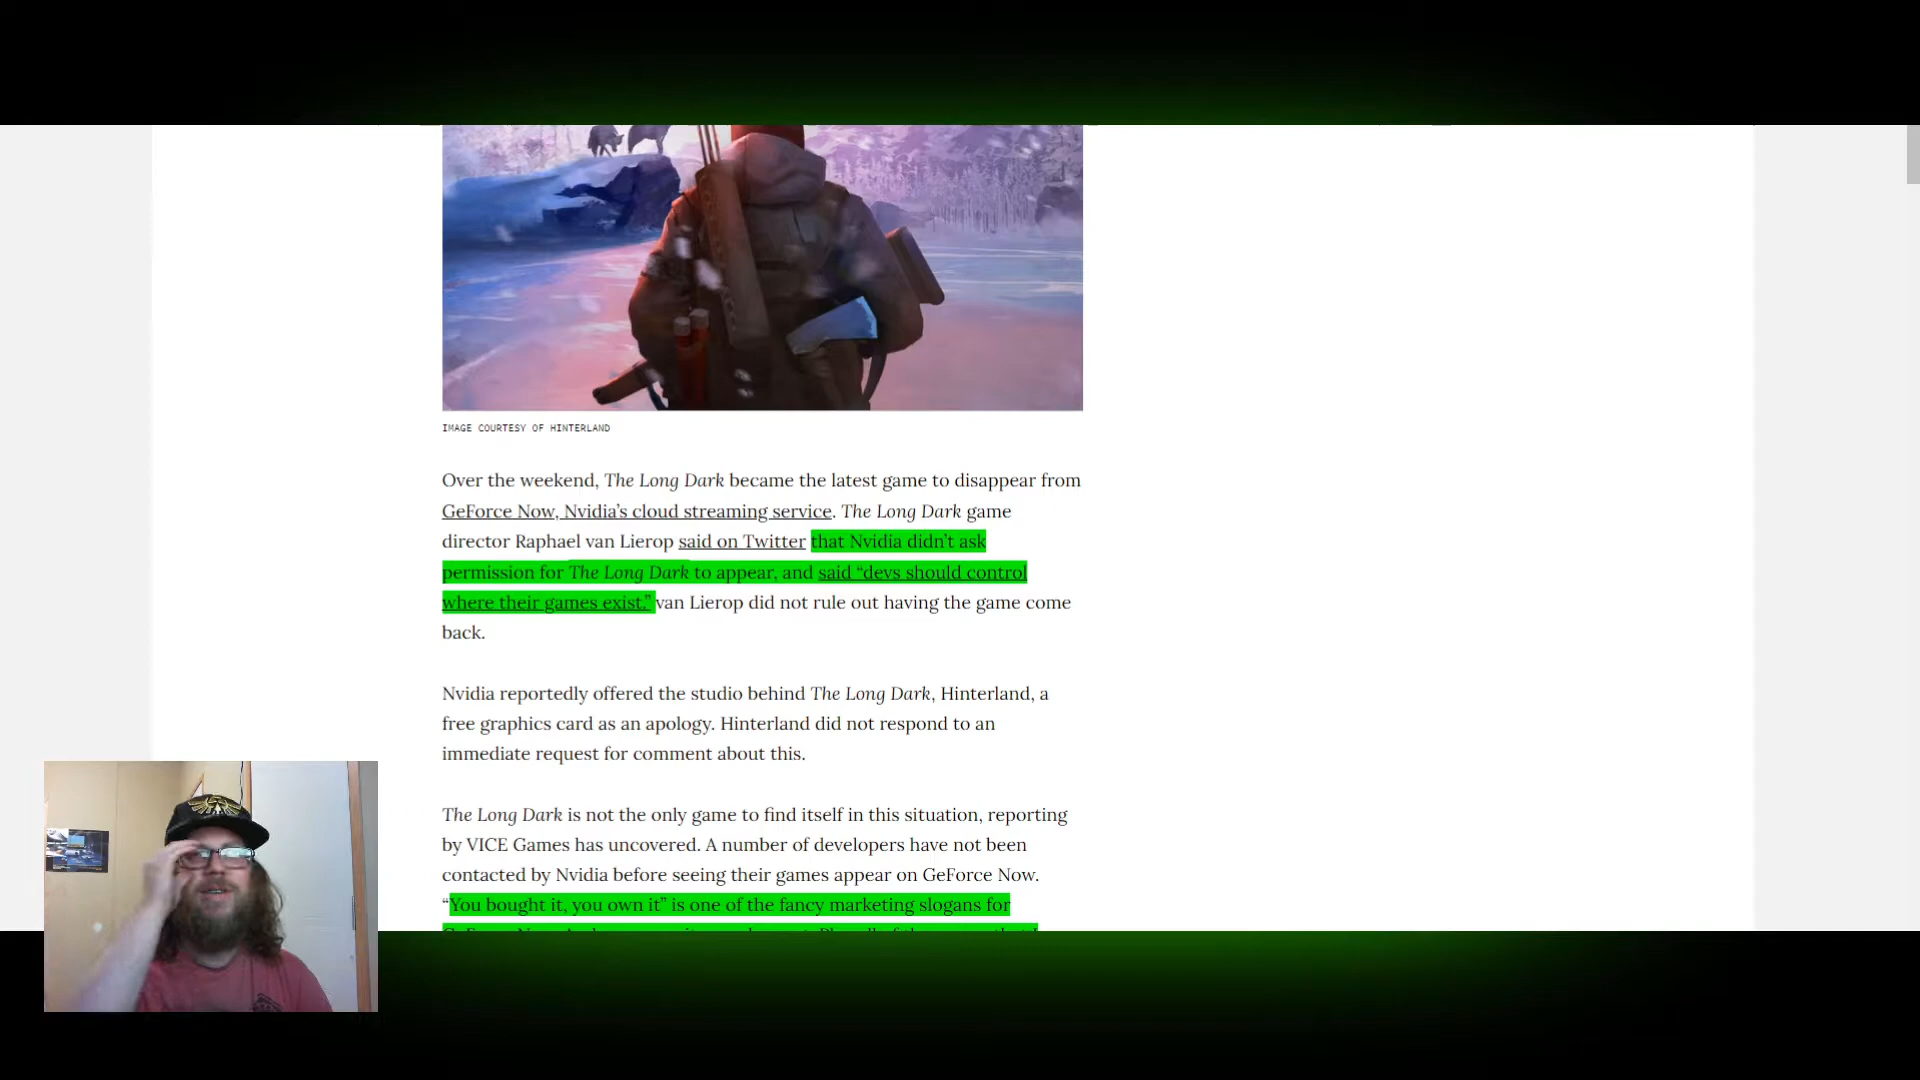 IMAGE COURTESY OF HINTERLAND
Over the weekend, The Long Dark became the latest game to disappear from
GeForce Now, Nvidia’s cloud streaming service. The Long Dark game
director Raphael van Lierop said on Twitter that Nvidia didn’t ask
permission for The Long Dark to appear, and said “devs should control
where their games exist.” van Lierop did not rule out having the game come
back.
Nvidia reportedly offered the studio behind The Long Dark, Hinterland, a
free graphics card as an apology. Hinterland did not respond to an
immediate request for comment about this.
The Long Dark is not the only game to find itself in this situation, reporting
by VICE Games has uncovered. A number of developers have not been
contacted by Nvidia before seeing their games appear on GeForce Now.
“You bought it, you own it” is one of the fancy marketing slogans for